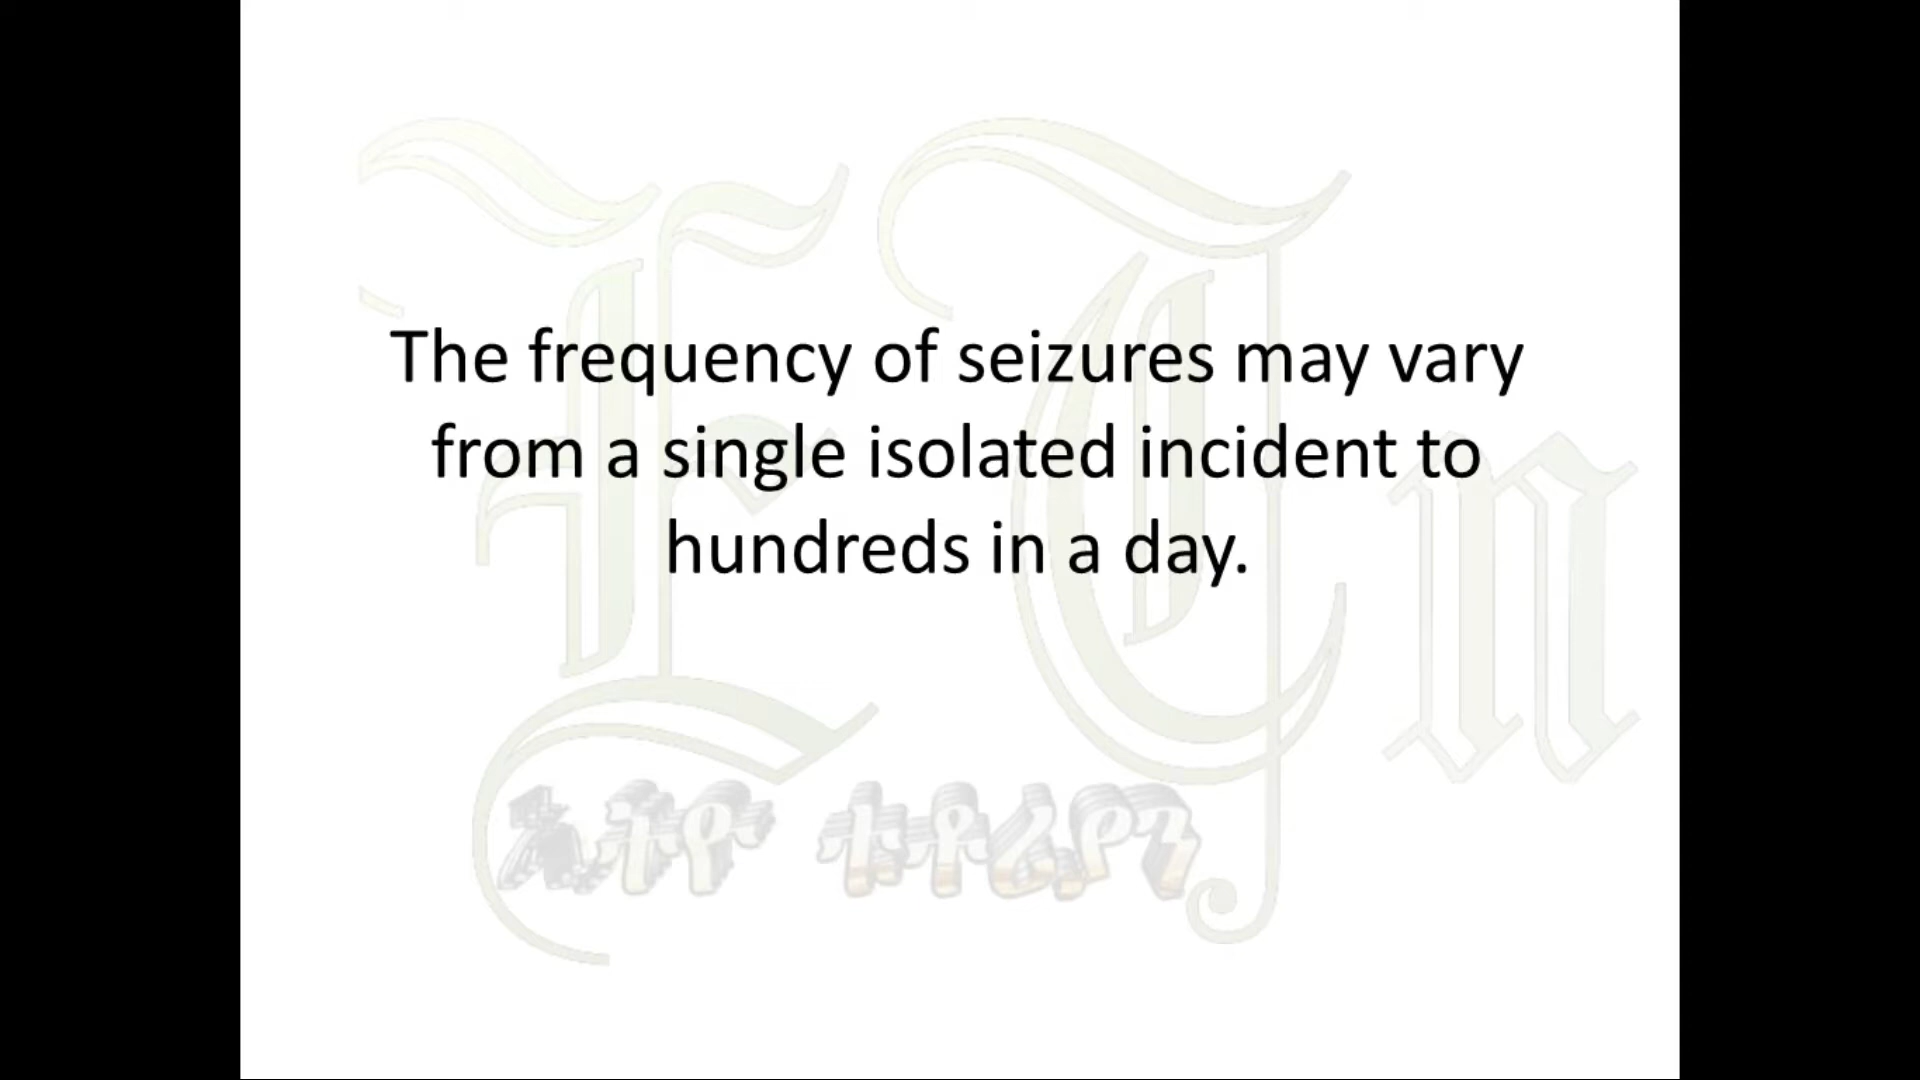 The frequency of seizures may vary
from a single isolated incident to
hundreds in a day.